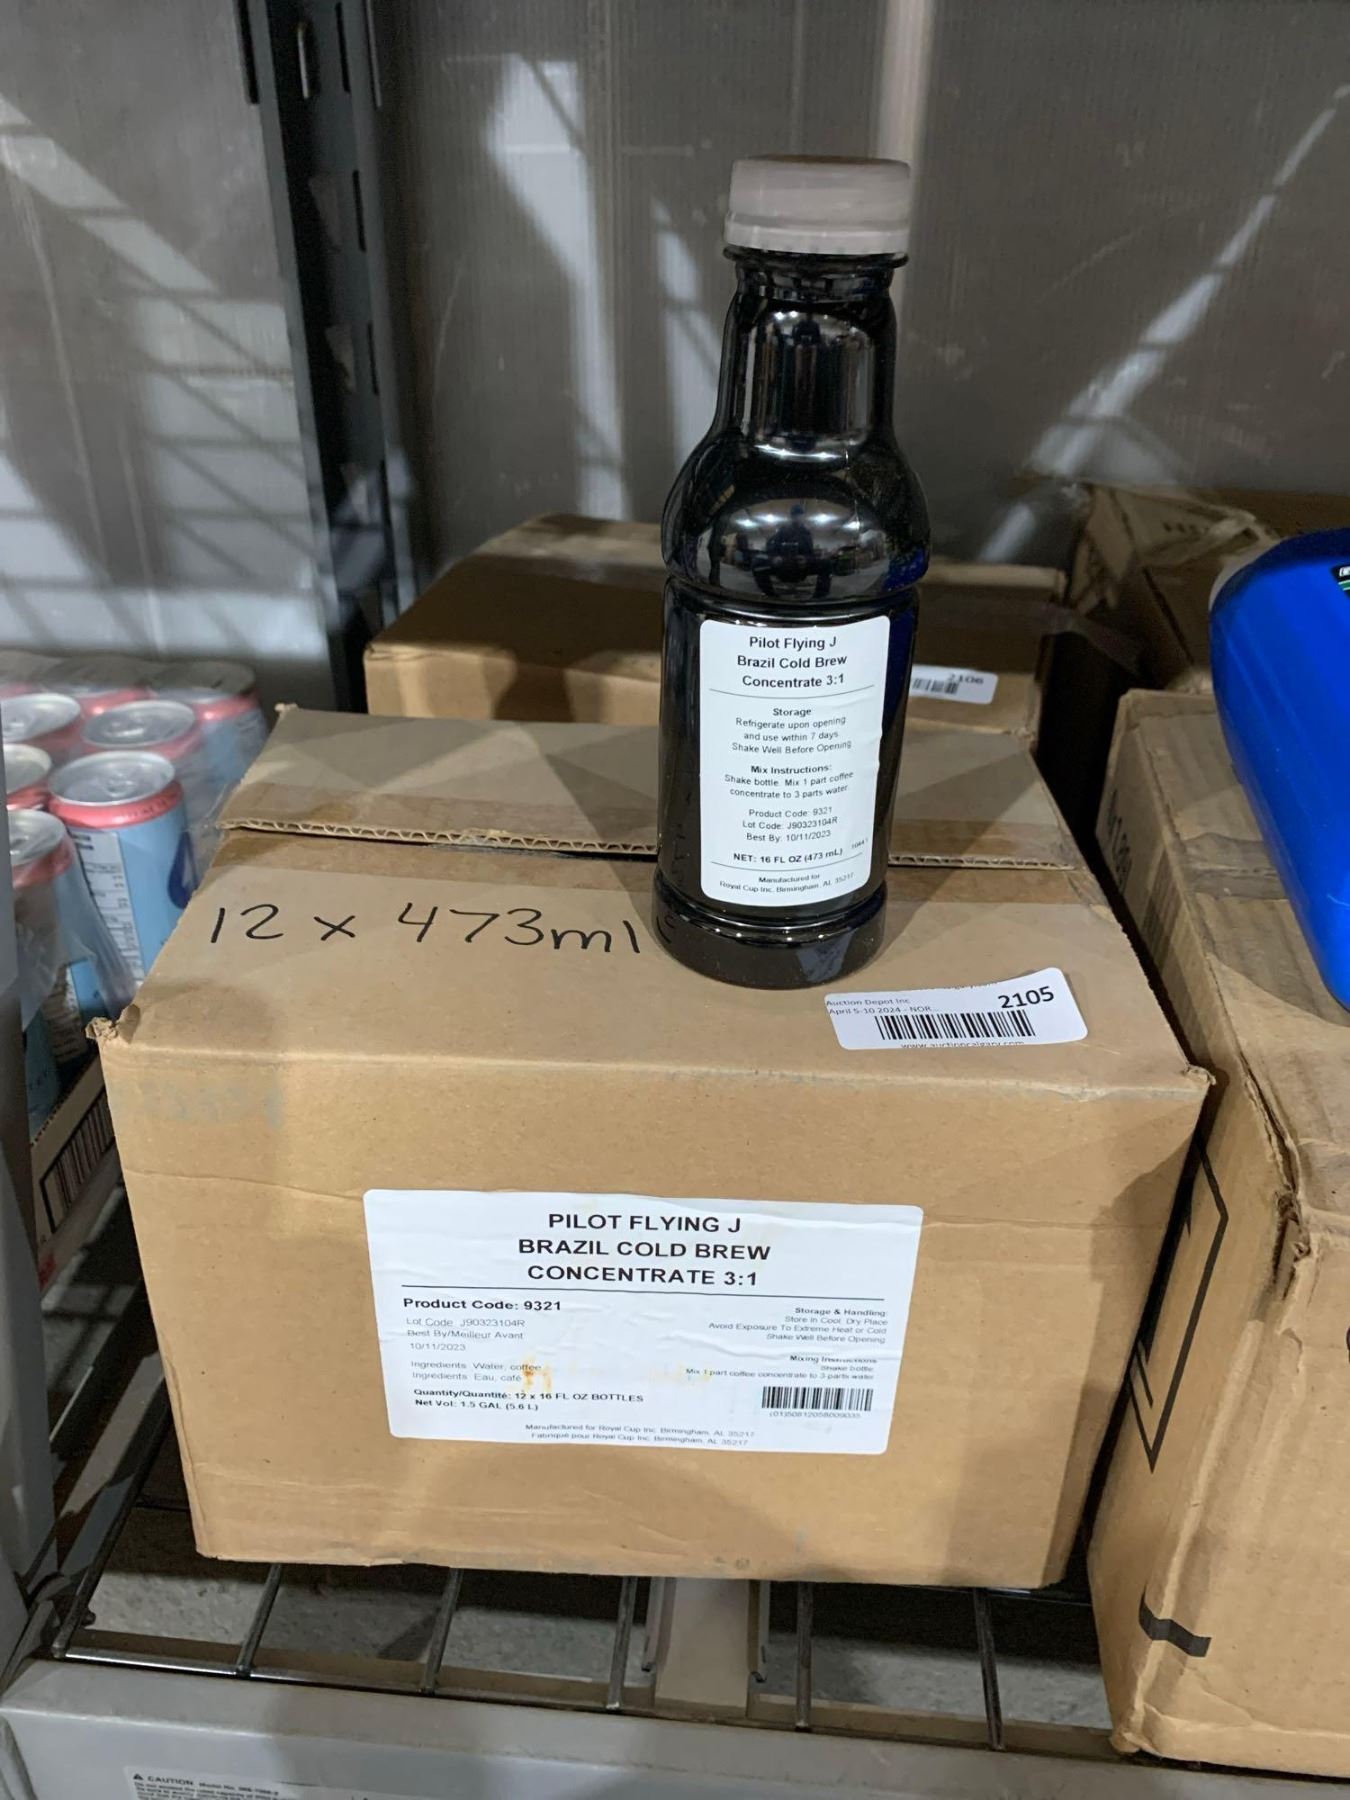 Pilot Flying J
Brazil Cold Brew
Concentrate 3:1
Storage:
Refrigerate upon opening
and use within 7 days
Shake Well Before Opening
Mix Instructions:
Shake bottle. Mix 1 part coffee
concentrate to 3 parts water.
Product Code: 9321
Lot Code: J90323104R
Best By: 10/11/2023
NET: 16 FL OZ (473 mL)
Manufactured for
Royal Cup Inc. Birmingham, AL 35217
2106
12 x 473ml
Auction Depot Inc
2105
April 5-10 2024 - NOR...
www.auctioncalgary.com
PILOT FLYING J
BRAZIL COLD BREW
CONCENTRATE 3:1
Product Code: 9321
Lot Code J90323104R
Best By/Meilleur Avant
10/11/2023
Ingredients Water, coffee
Ingredients Eau, café
Quantity/Quantité: 12 x 16 FL OZ BOTTLES
Net Vol: 1.5 GAL (5.6 L)
Storage & Handling:
Store in Cool, Dry Place
Avoid Exposure To Extreme Heat or Cold
Shake Well Before Opening
Mixing Instructions
Shake bottle.
Mix 1 part coffee concentrate to 3 parts water
Manufactured for Royal Cup Inc. Birmingham, AL 35217
Fabriqué pour Royal Cup Inc. Birmingham, AL 35217
CAUTION